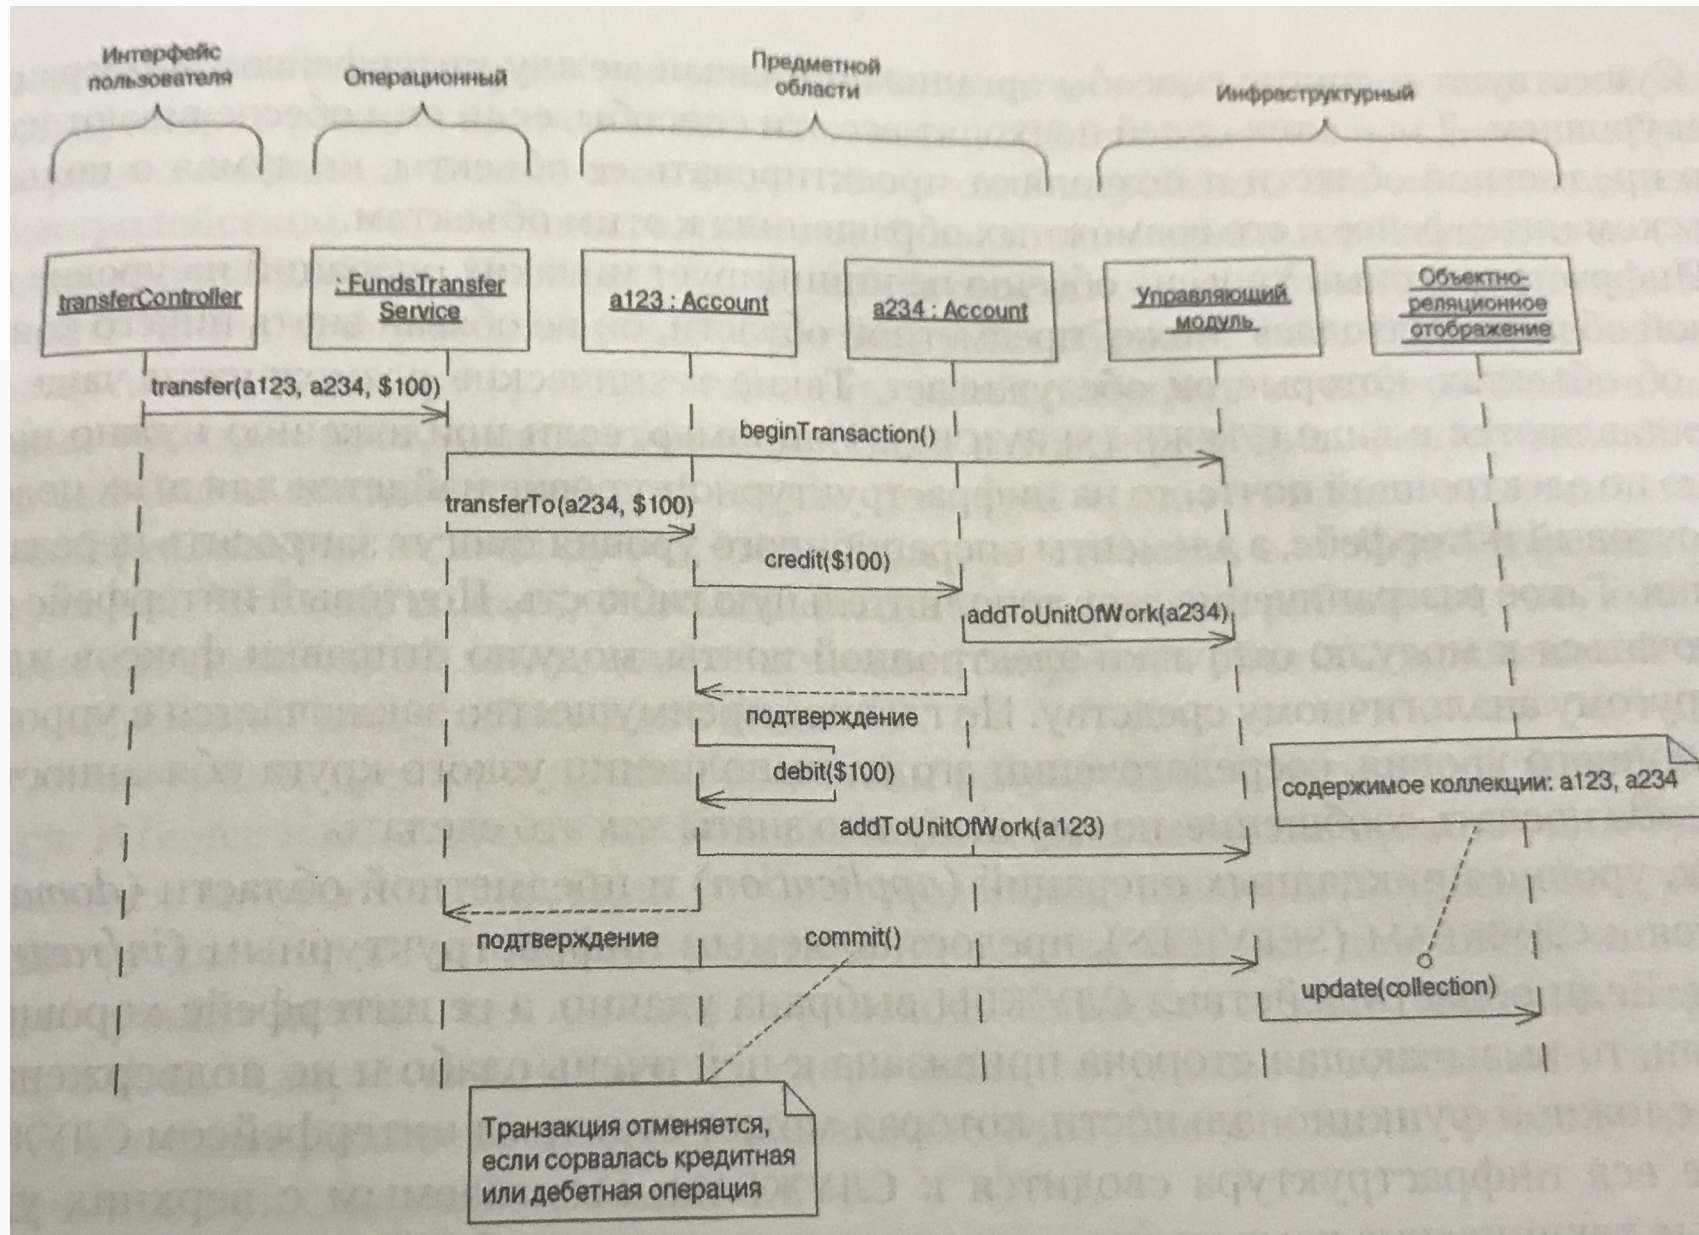 Интерфейс
пользователя
Операционный
Предметной
области
Инфраструктурный
transferController
: FundsTransfer
Service
a123 : Account
a234 : Account
Управляющий
модуль
Объектно-
реляционное
отображение
transfer(a123, a234, $100)
beginTransaction()
transferTo(a234, $100)
credit($100)
addToUnitOfWork(a234)
подтверждение
debit($100)
содержимое коллекции: a123, a234
addToUnitOfWork(a123)
подтверждение
commit()
update(collection)
Транзакция отменяется,
если сорвалась кредитная
или дебетная операция